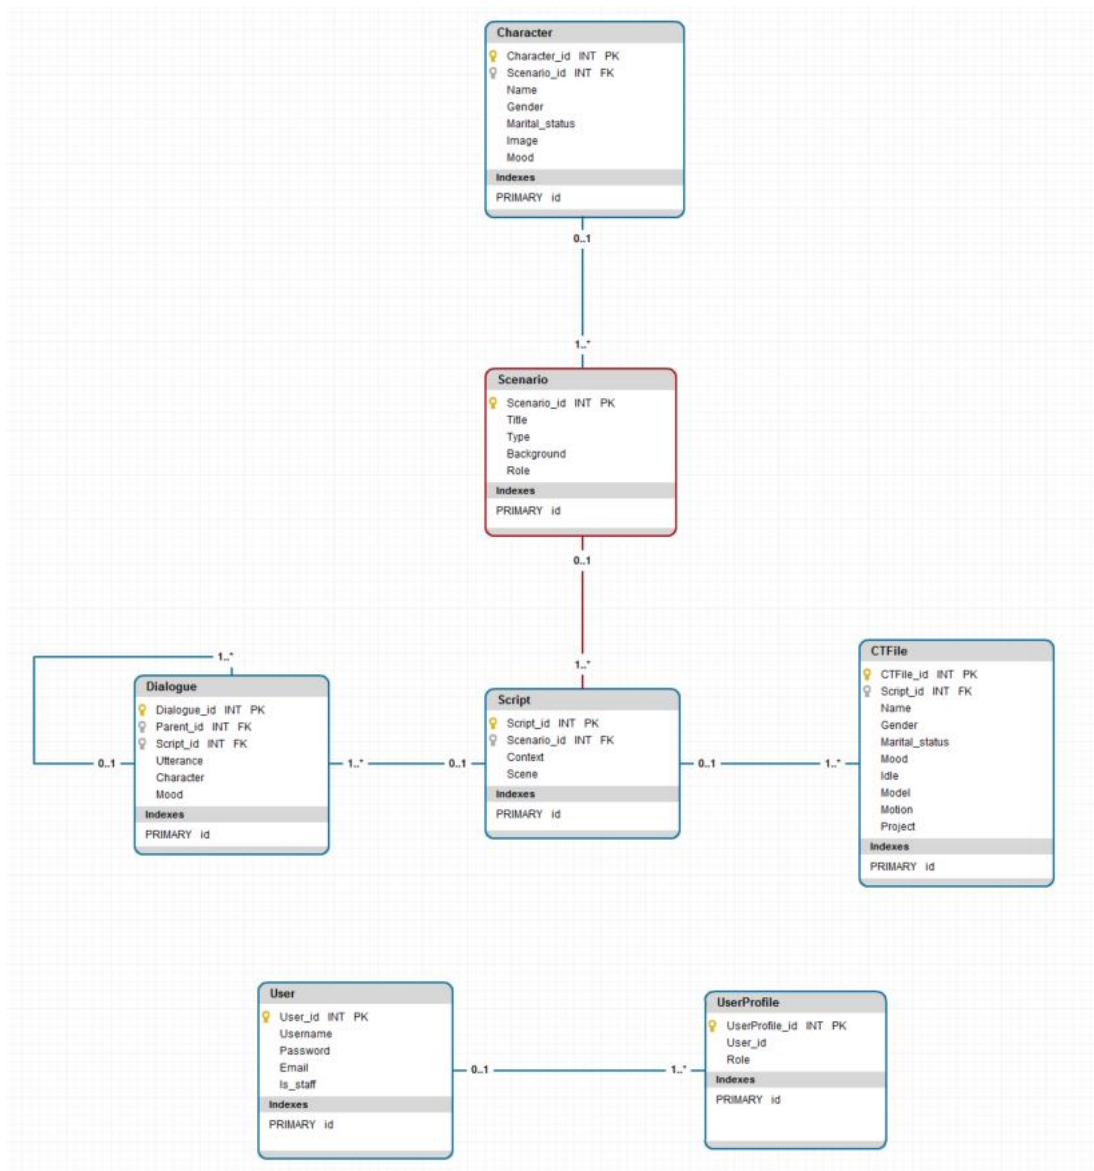 Character
Character_id INT PK
Scenario_id INT FK
Name
Gender
Marital_status
Image
Mood
Indexes
PRIMARY id
0..1
1..*
Scenario
Scenario_id INT PK
Title
Type
Background
Role
Indexes
PRIMARY id
0..1
1..*
1..*
0..1
Dialogue
Dialogue_id INT PK
Parent_id INT FK
Script_id INT FK
Utterance
Character
Mood
Indexes
PRIMARY id
1..*
0..1
Script
Script_id INT PK
Scenario_id INT FK
Context
Scene
Indexes
PRIMARY id
0..1
1..*
CTFile
CTFile_id INT PK
Script_id INT FK
Name
Gender
Marital_status
Mood
Idle
Model
Motion
Project
Indexes
PRIMARY id
User
User_id INT PK
Username
Password
Email
Is_staff
Indexes
PRIMARY id
0..1
1..*
UserProfile
UserProfile_id INT PK
User_id
Role
Indexes
PRIMARY id